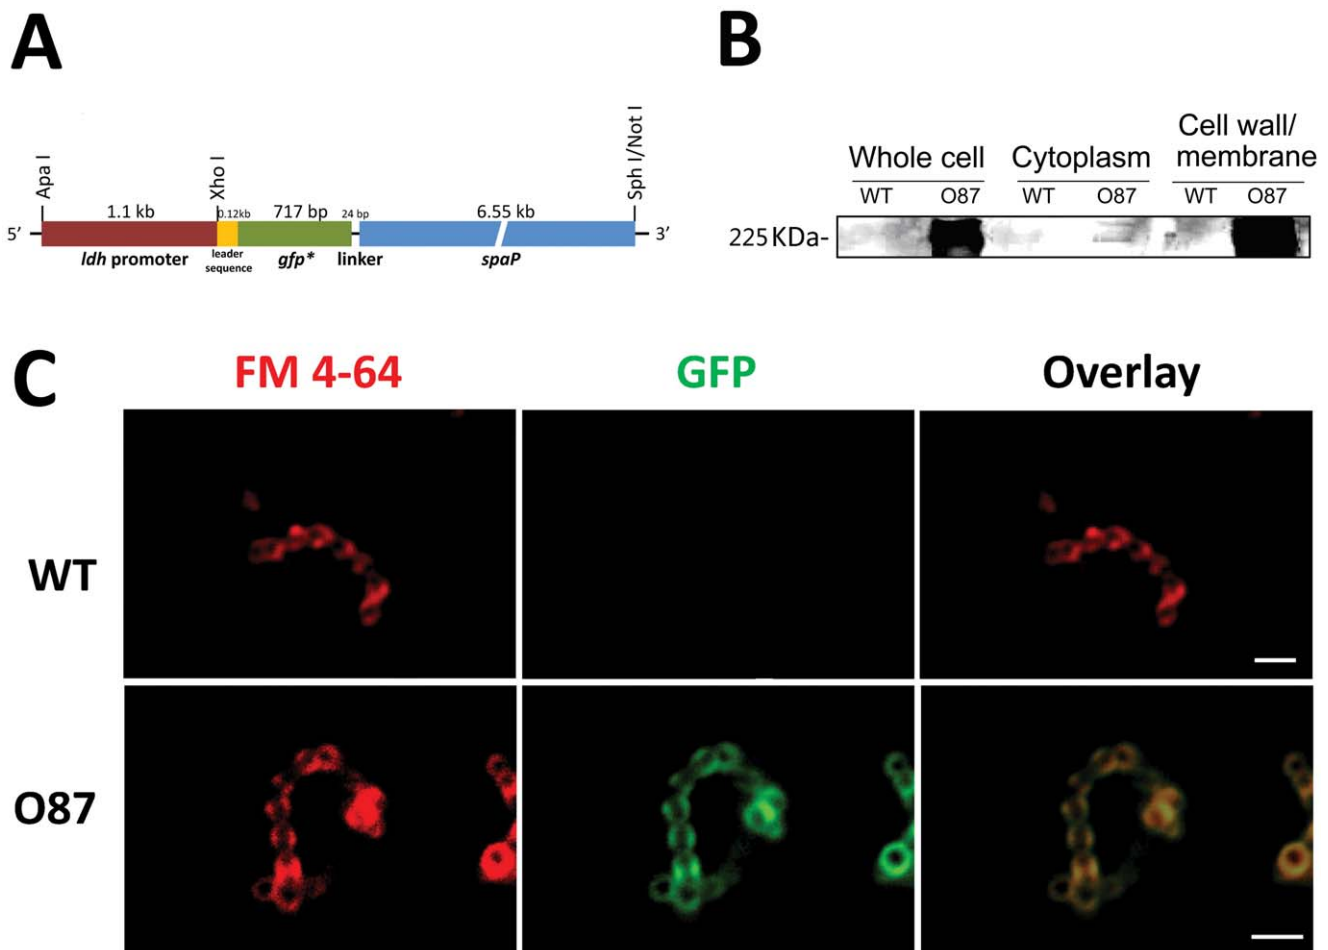 A
Apa I
Xho I
Sph I/Not I
1.1 kb
0.12kb
717 bp
24 bp
6.55 kb
5’
3’
ldh promoter
leader
sequence
gfp*
linker
spaP
B
Whole cell
Cytoplasm
Cell wall/
membrane
WT
O87
WT
O87
WT
O87
225 KDa-
C
FM 4-64
GFP
Overlay
WT
O87